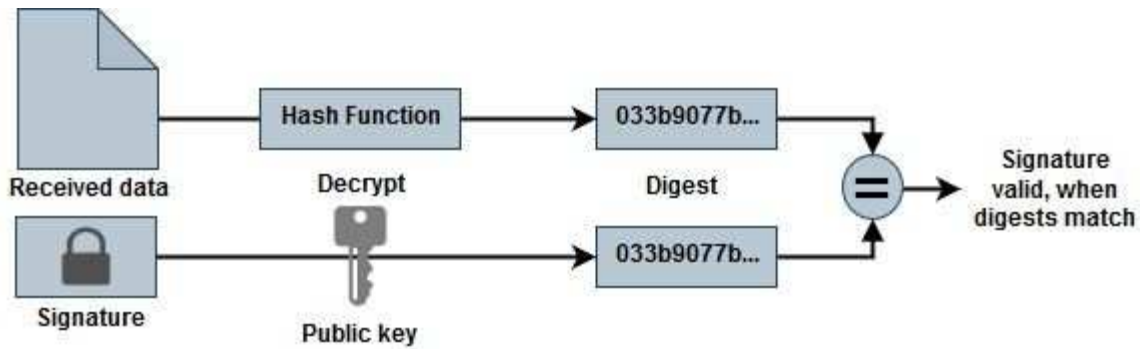 Hash Function
033b9077b...
Received data
Decrypt
Digest
Signature
valid, when
digests match
033b9077b...
Signature
Public key